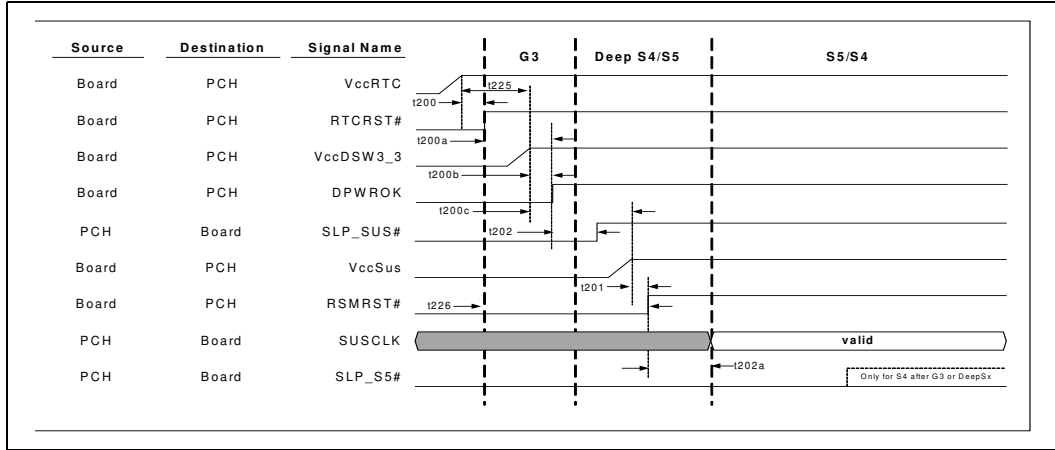 Source Destination Signal Name G3 Deep S4/S5 S5/S4
Board PCH VccRTC
t225
t200
Board PCH RTCRST#
t200a
Board PCH VccDSW3_3
t200b
Board PCH DPWROK
t200c
PCH Board SLP_SUS# t202
Board PCH VccSus
t201
Board PCH RSMRST# t226
PCH Board SUSCLK valid
t202a
PCH Board SLP_S5# Only for S4 after G3 or DeepSx